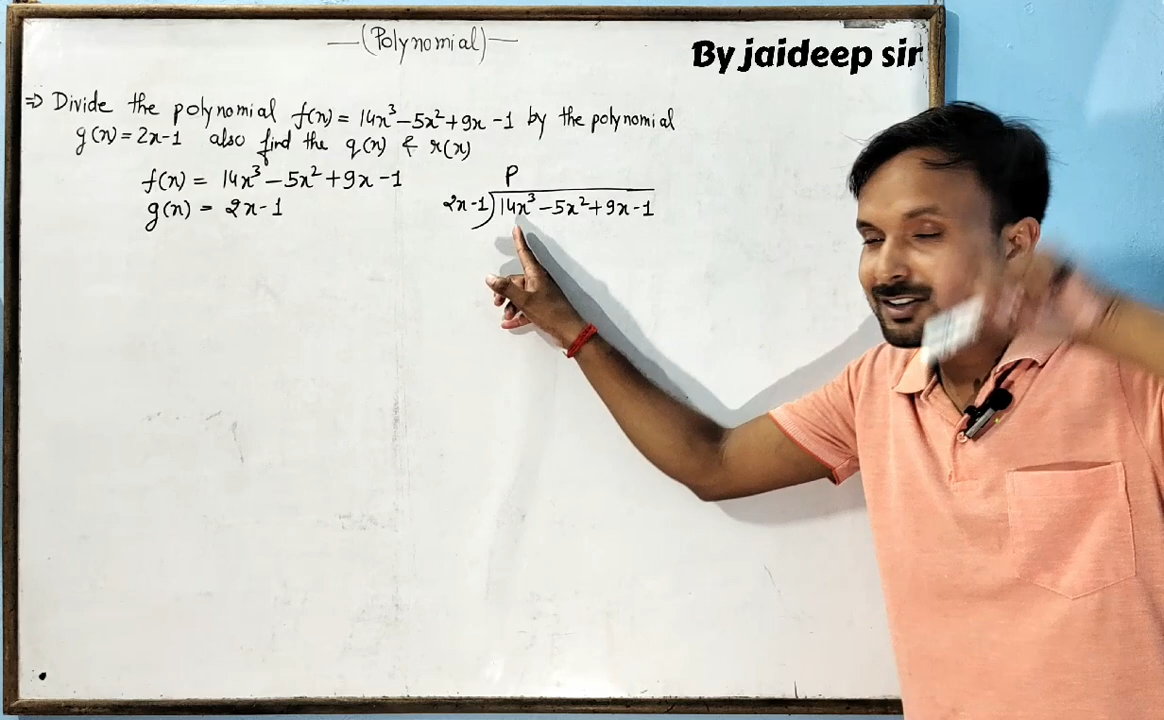 —(Polynomial)—
By jaideep sir
⇒ Divide the polynomial f(x) = 14x³ - 5x² + 9x - 1 by the polynomial
g(x) = 2x - 1 also find the q(x) & r(x)
f(x) = 14x³ - 5x² + 9x - 1
g(x) = 2x - 1
P
2x - 1) 14x³ - 5x² + 9x - 1